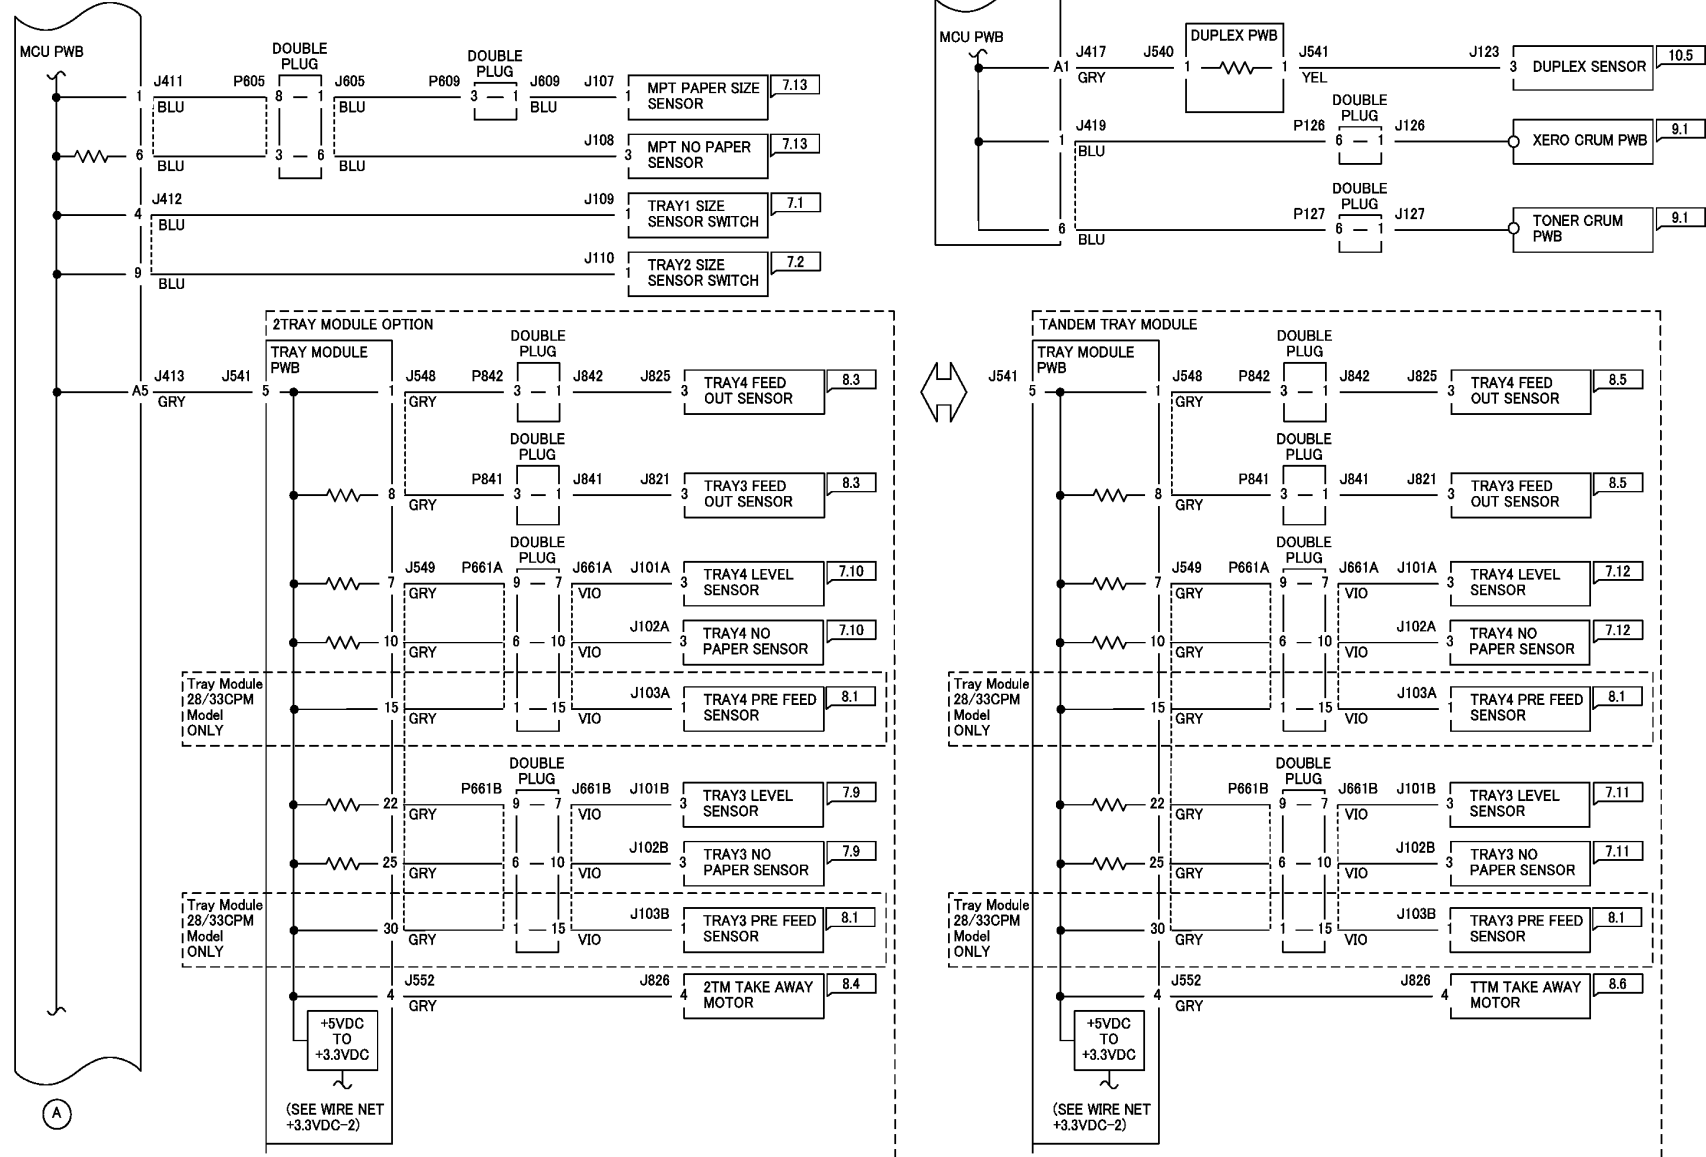 MCU PWB
J411
P605
DOUBLE
PLUG
J605
P609
DOUBLE
PLUG
J609
J107
1
BLU
8 — 1
BLU
3 — 1
BLU
1
MPT PAPER SIZE
SENSOR
7.13
6
BLU
3 — 6
BLU
J108
3
MPT NO PAPER
SENSOR
7.13
J412
4
BLU
J109
1
TRAY1 SIZE
SENSOR SWITCH
7.1
9
BLU
J110
1
TRAY2 SIZE
SENSOR SWITCH
7.2
MCU PWB
A1
J417
GRY
J540
1
DUPLEX PWB
1
J541
YEL
J123
3
DUPLEX SENSOR
10.5
1
J419
BLU
P126
DOUBLE
PLUG
6 — 1
J126
XERO CRUM PWB
9.1
6
BLU
P127
DOUBLE
PLUG
6 — 1
J127
TONER CRUM
PWB
9.1
A5
J413
GRY
J541
5
2TRAY MODULE OPTION
TRAY MODULE
PWB
1
J548
GRY
P842
DOUBLE
PLUG
3 — 1
J842
J825
3
TRAY4 FEED
OUT SENSOR
8.3
8
GRY
P841
DOUBLE
PLUG
3 — 1
J841
J821
3
TRAY3 FEED
OUT SENSOR
8.3
7
J549
GRY
P661A
DOUBLE
PLUG
9 — 7
J661A
VIO
J101A
3
TRAY4 LEVEL
SENSOR
7.10
10
GRY
6 — 10
VIO
J102A
3
TRAY4 NO
PAPER SENSOR
7.10
Tray Module
28/33CPM
Model
ONLY
15
GRY
1 — 15
VIO
J103A
1
TRAY4 PRE FEED
SENSOR
8.1
22
GRY
P661B
DOUBLE
PLUG
9 — 7
J661B
VIO
J101B
3
TRAY3 LEVEL
SENSOR
7.9
25
GRY
6 — 10
VIO
J102B
3
TRAY3 NO
PAPER SENSOR
7.9
Tray Module
28/33CPM
Model
ONLY
30
GRY
1 — 15
VIO
J103B
1
TRAY3 PRE FEED
SENSOR
8.1
4
J552
GRY
J826
4
2TM TAKE AWAY
MOTOR
8.4
+5VDC
TO
+3.3VDC
(SEE WIRE NET
+3.3VDC-2)
A
TANDEM TRAY MODULE
TRAY MODULE
PWB
J541
5
1
J548
GRY
P842
DOUBLE
PLUG
3 — 1
J842
J825
3
TRAY4 FEED
OUT SENSOR
8.5
8
GRY
P841
DOUBLE
PLUG
3 — 1
J841
J821
3
TRAY3 FEED
OUT SENSOR
8.5
7
J549
GRY
P661A
DOUBLE
PLUG
9 — 7
J661A
VIO
J101A
3
TRAY4 LEVEL
SENSOR
7.12
10
GRY
6 — 10
VIO
J102A
3
TRAY4 NO
PAPER SENSOR
7.12
Tray Module
28/33CPM
Model
ONLY
15
GRY
1 — 15
VIO
J103A
1
TRAY4 PRE FEED
SENSOR
8.1
22
GRY
P661B
DOUBLE
PLUG
9 — 7
J661B
VIO
J101B
3
TRAY3 LEVEL
SENSOR
7.11
25
GRY
6 — 10
VIO
J102B
3
TRAY3 NO
PAPER SENSOR
7.11
Tray Module
28/33CPM
Model
ONLY
30
GRY
1 — 15
VIO
J103B
1
TRAY3 PRE FEED
SENSOR
8.1
4
J552
GRY
J826
4
TTM TAKE AWAY
MOTOR
8.6
+5VDC
TO
+3.3VDC
(SEE WIRE NET
+3.3VDC-2)